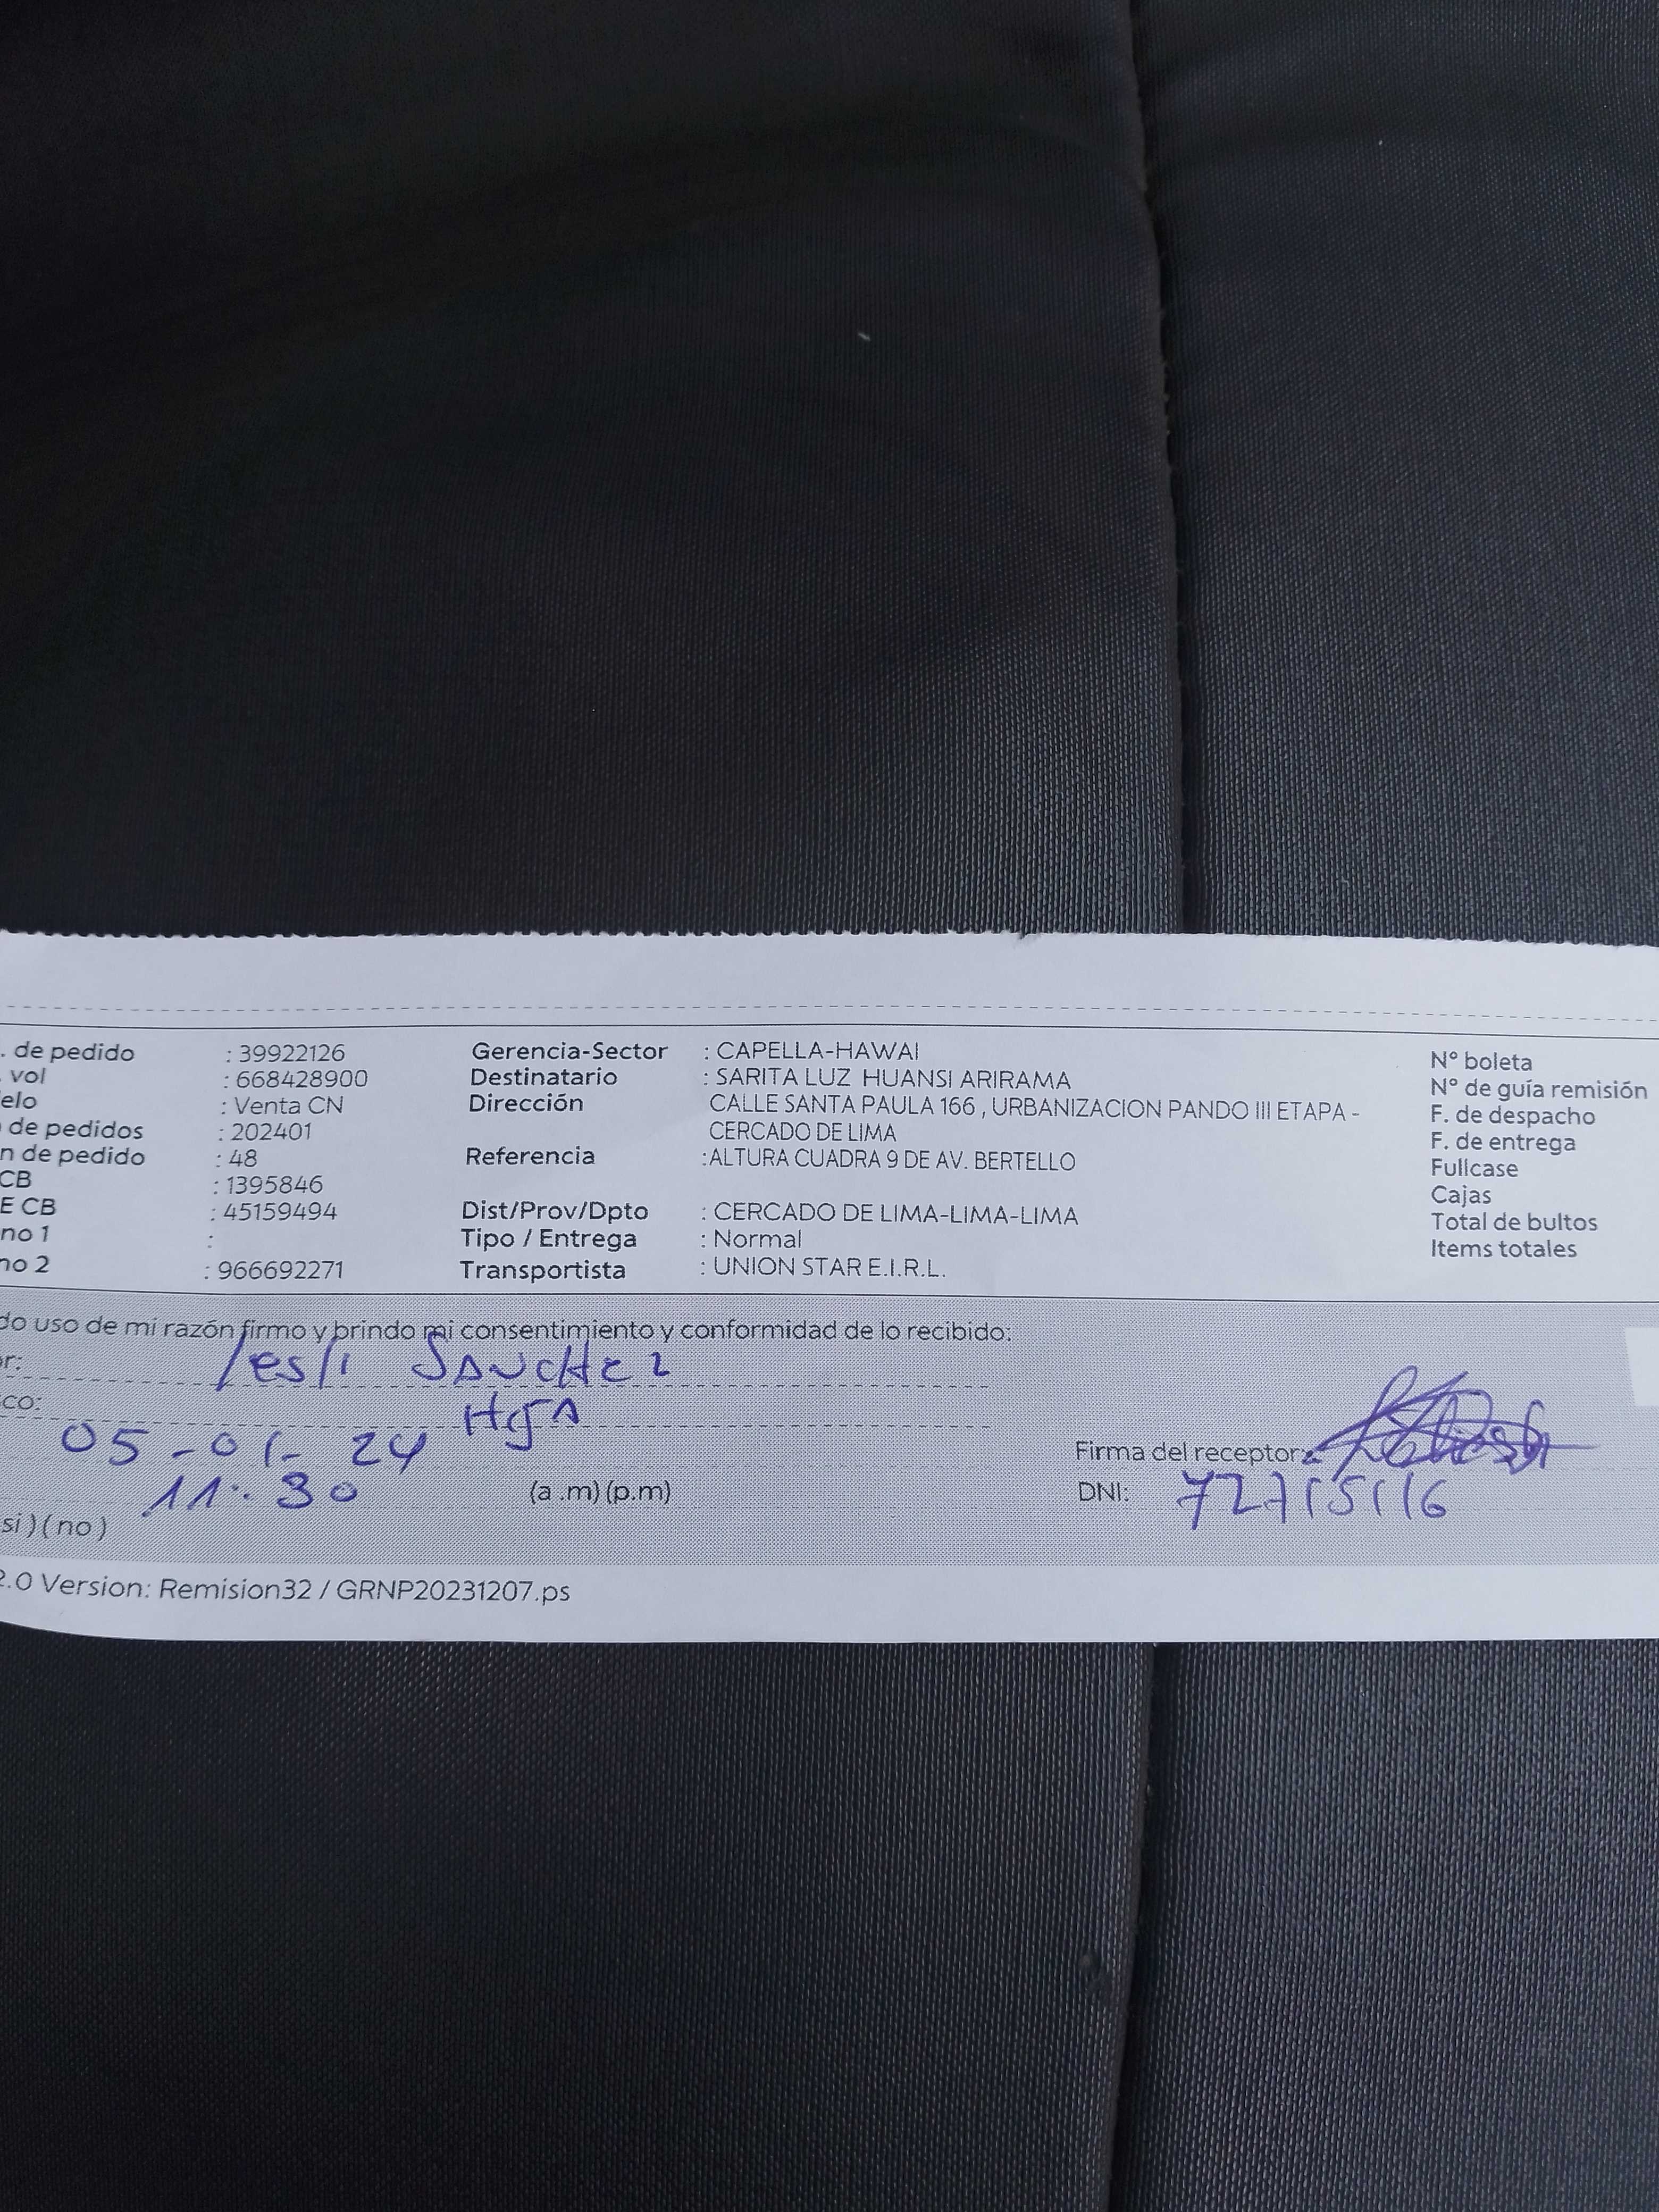 . de pedido : 39922126 Gerencia-Sector : CAPELLA-HAWAI Nº boleta
. vol : 668428900 Destinatario : SARITA LUZ HUANSI ARIRAMA Nº de guía remisión
elo : Venta CN Dirección CALLE SANTA PAULA 166 , URBANIZACION PANDO III ETAPA - F. de despacho
de pedidos : 202401 CERCADO DE LIMA F. de entrega
n de pedido : 48 Referencia :ALTURA CUADRA 9 DE AV. BERTELLO Fullcase
CB : 1395846 Cajas
E CB : 45159494 Dist/Prov/Dpto : CERCADO DE LIMA-LIMA-LIMA Total de bultos
no 1 : Tipo / Entrega : Normal Items totales
no 2 : 966692271 Transportista : UNION STAR E.I.R.L.
do uso de mi razón firmo y brindo mi consentimiento y conformidad de lo recibido:
or: lesli SANCHEZ
co: HIJA
05-01-24 Firma del receptor:
11:30 (a .m) (p.m) DNI: 72715116
si ) ( no )
2.0 Version: Remision32 / GRNP20231207.ps